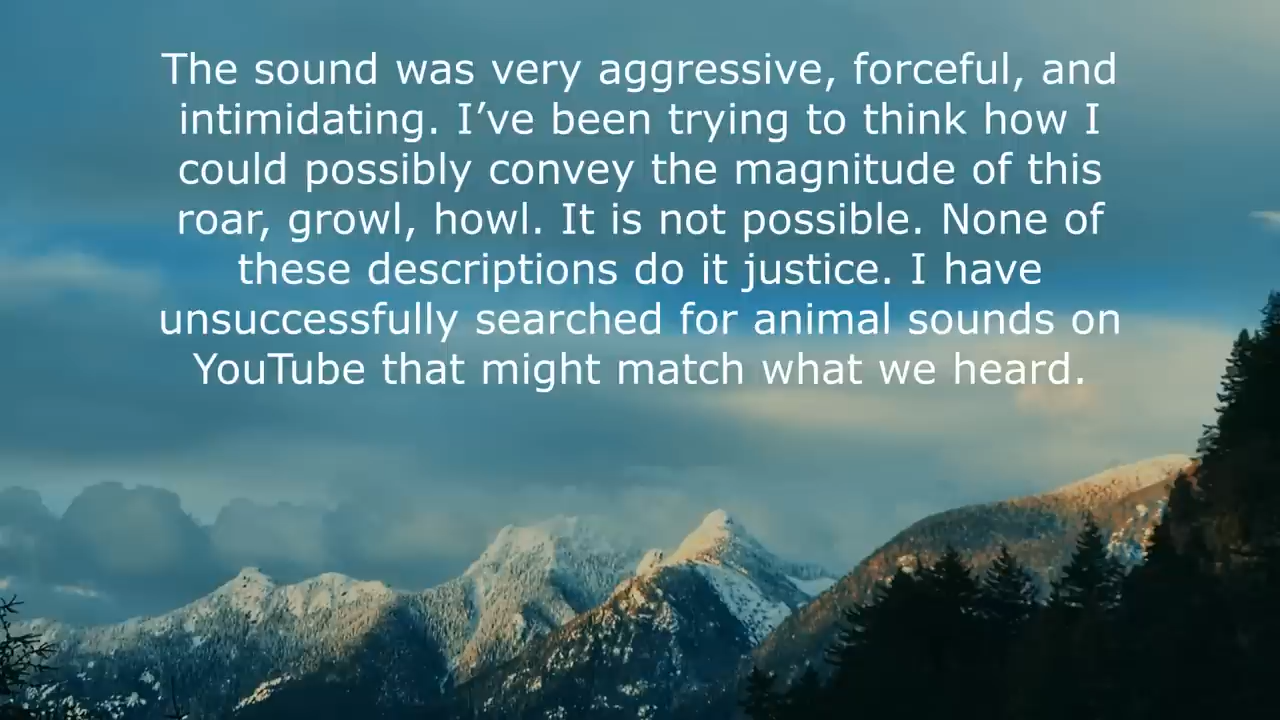 The sound was very aggressive, forceful, and
intimidating. I’ve been trying to think how I
could possibly convey the magnitude of this
roar, growl, howl. It is not possible. None of
these descriptions do it justice. I have
unsuccessfully searched for animal sounds on
YouTube that might match what we heard.